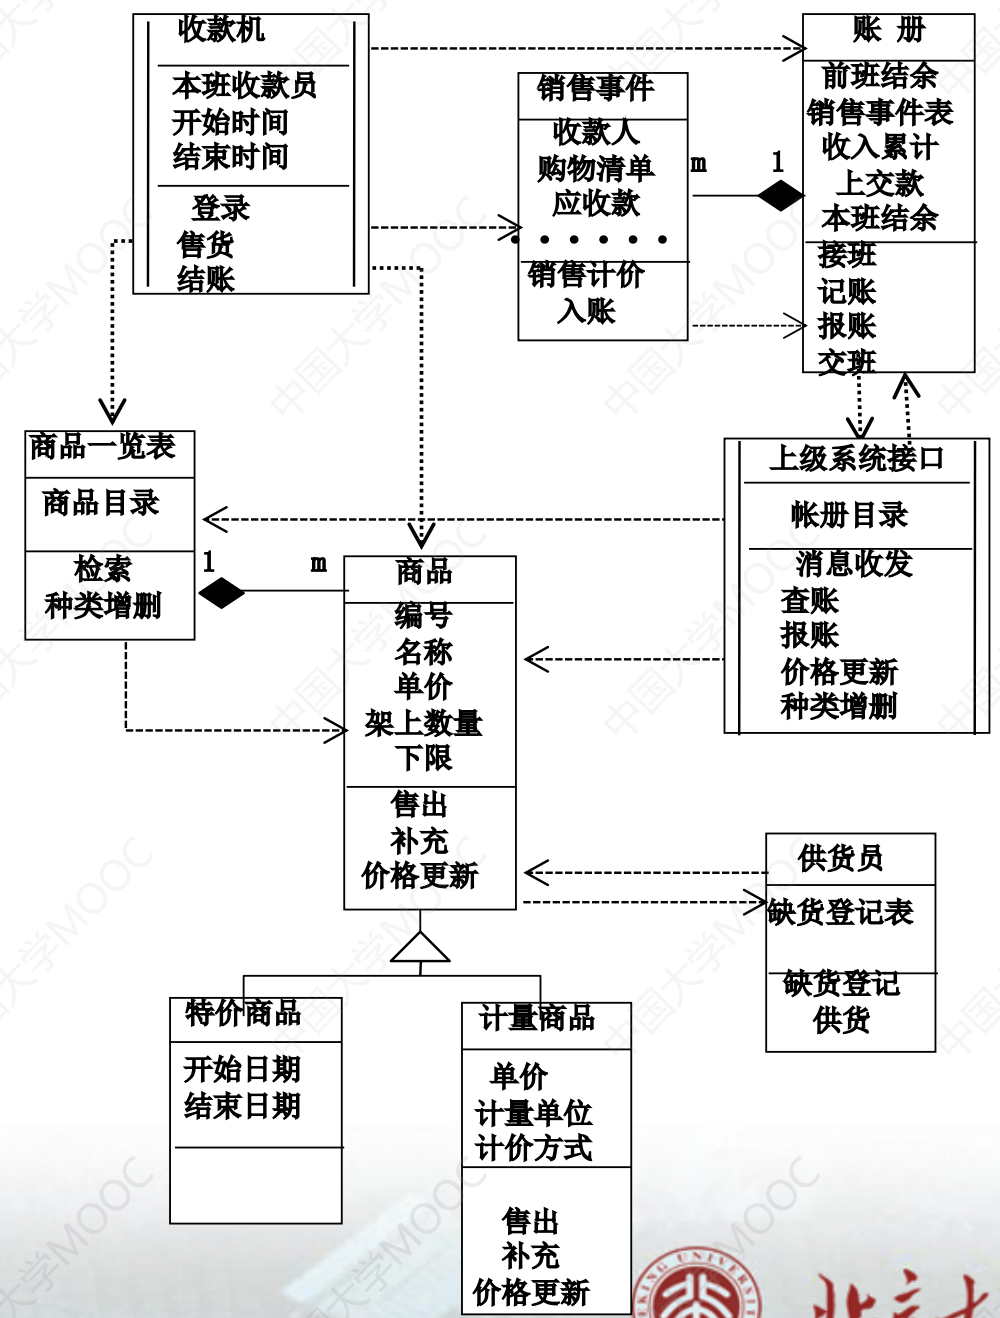 收款机
本班收款员
开始时间
结束时间
登录
售货
结账
销售事件
收款人
购物清单
应收款
• • • • • •
销售计价
入账
m
1
账 册
前班结余
销售事件表
收入累计
上交款
本班结余
接班
记账
报账
交班
商品一览表
商品目录
检索
种类增删
1
m
商品
编号
名称
单价
架上数量
下限
售出
补充
价格更新
上级系统接口
帐册目录
消息收发
查账
报账
价格更新
种类增删
供货员
缺货登记表
缺货登记
供货
特价商品
开始日期
结束日期
计量商品
单价
计量单位
计价方式
售出
补充
价格更新
中国大学MOOC